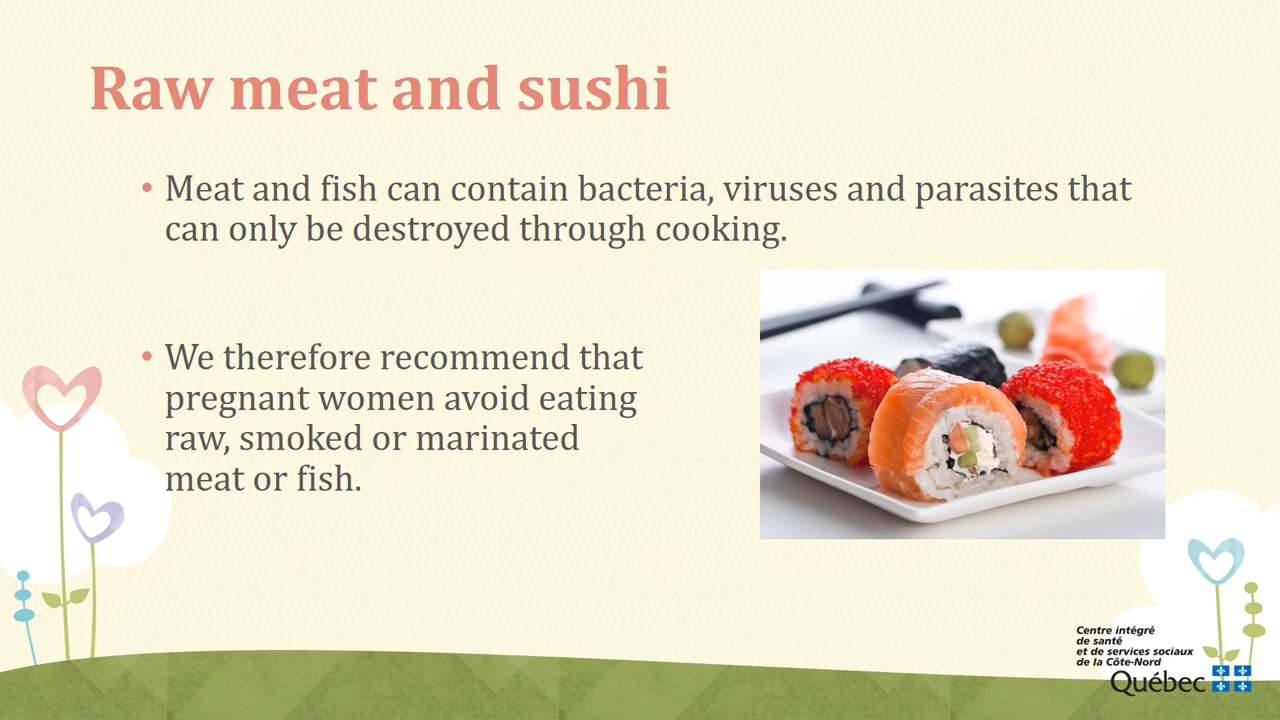 Raw meat and sushi
• Meat and fish can contain bacteria, viruses and parasites that
can only be destroyed through cooking.
• We therefore recommend that
pregnant women avoid eating
raw, smoked or marinated
meat or fish.
Centre intégré
de santé
et de services sociaux
de la Côte-Nord
Québec